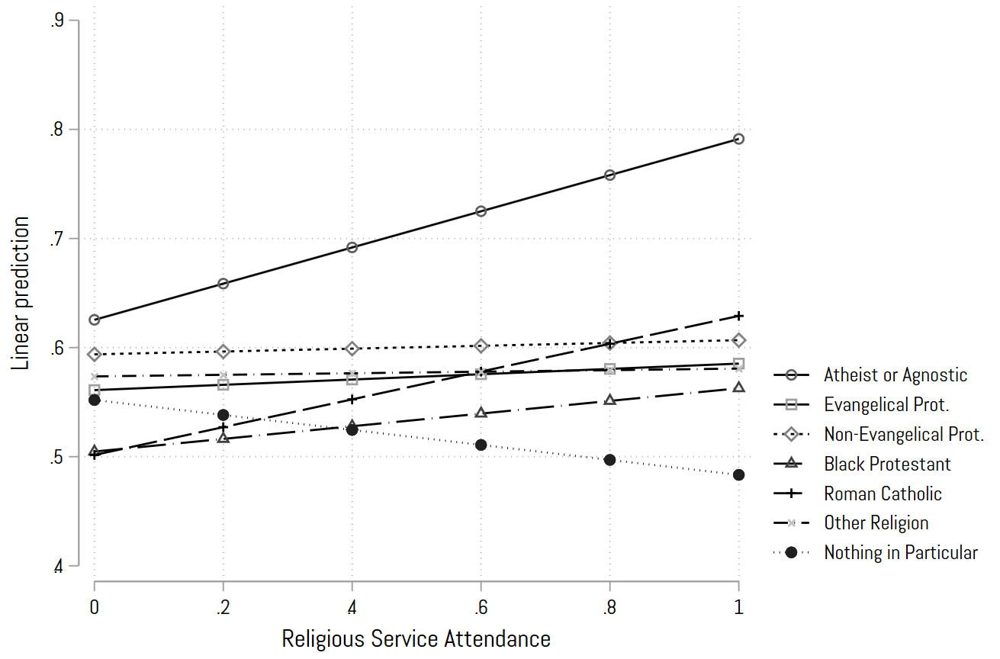 .9
.8
.7
.6
.5
.4
Linear prediction
0 .2 .4 .6 .8 1
Religious Service Attendance
Atheist or Agnostic
Evangelical Prot.
Non-Evangelical Prot.
Black Protestant
Roman Catholic
Other Religion
Nothing in Particular